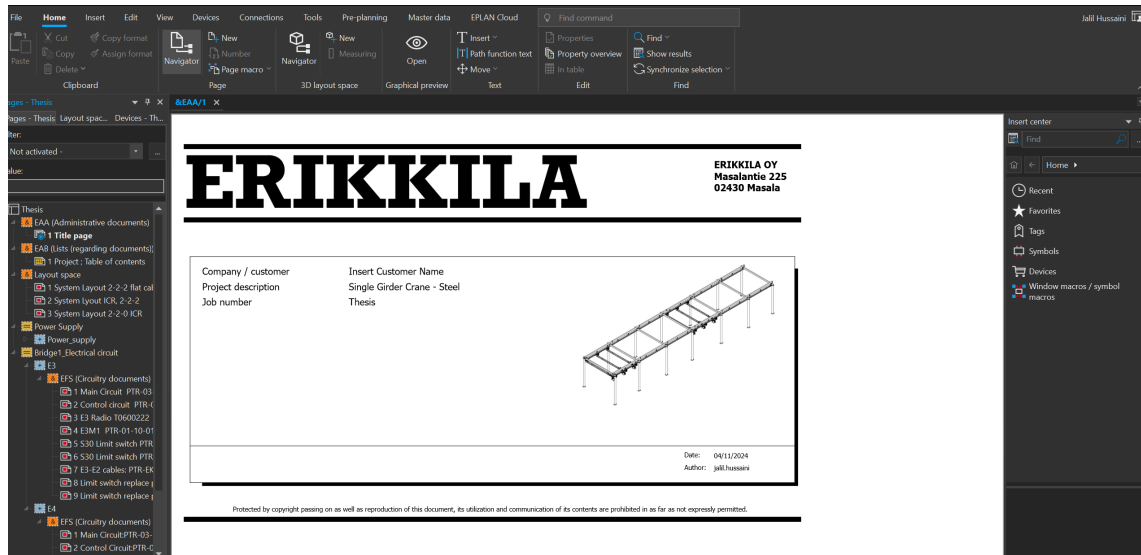 File Home Insert Edit View Devices Connections Tools Pre-planning Master data EPLAN Cloud Find command Jalil Hussaini
Paste
Cut
Copy
Delete
Copy format
Assign format
Clipboard
Navigator
New
Number
Page macro
Page
Navigator
New
Measuring
3D layout space
Open
Graphical preview
Insert
Path function text
Move
Text
Properties
Property overview
In table
Edit
Find
Show results
Synchronize selection
Find
ages - Thesis
Pages - Thesis Layout spac... Devices - Th...
lter:
Not activated - ...
alue:
Thesis
EAA (Administrative documents)
1 Title page
EAB (Lists (regarding documents))
1 Project ; Table of contents
Layout space
1 System Layout 2-2-2 flat cal
2 System Lyout ICR, 2-2-2
3 System Layout 2-2-0 ICR
Power Supply
Power_supply
Bridge1_Electrical circuit
E3
EFS (Circuitry documents)
1 Main Circuit PTR-03
2 Control circuit PTR-0
3 E3 Radio T0600222
4 E3M1 PTR-01-10-01
5 S30 Limit switch PTR
6 S30 Limit switch PTR
7 E3-E2 cables: PTR-EK
8 Limit switch replace p
9 Limit switch replace p
E4
EFS (Circuitry documents)
1 Main Circuit:PTR-03-
2 Control Circuit:PTR-0
&EAA/1
ERIKKILA
ERIKKILA OY
Masalantie 225
02430 Masala
Company / customer Insert Customer Name
Project description Single Girder Crane - Steel
Job number Thesis
Date: 04/11/2024
Author: jalil.hussaini
Protected by copyright passing on as well as reproduction of this document, its utilization and communication of its contents are prohibited in as far as not expressly permitted.
Insert center
Find
Home
Recent
Favorites
Tags
Symbols
Devices
Window macros / symbol
macros